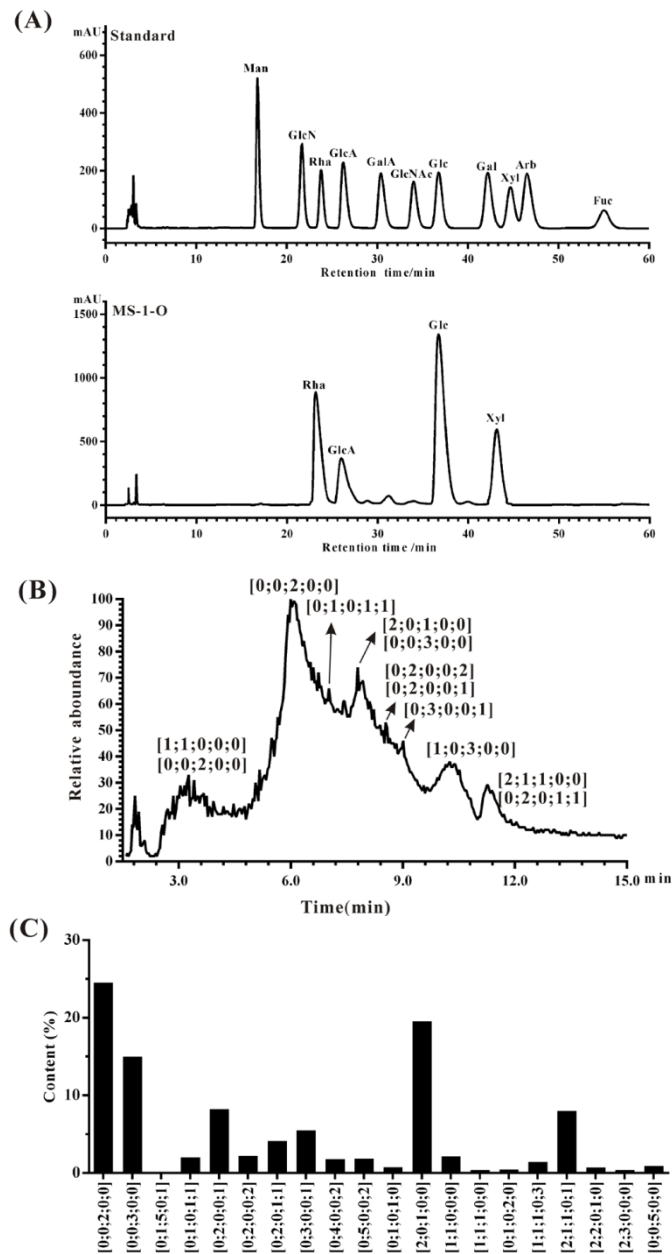 (A)
mAU
Standard
600
400
200
0
Man
GlcN
Rha
GlcA
GalA
GlcNAc
Glc
Gal
Xyl
Arb
Fuc
0
10
20
30
40
50
60
Retention time/min
mAU
MS-1-O
1500
1000
500
0
Rha
GlcA
Glc
Xyl
0
10
20
30
40
50
60
Retention time/min
(B)
Relative aboundance
100
90
80
70
60
50
40
30
20
10
0
[0;0;2;0;0]
[0;1;0;1;1]
[2;0;1;0;0]
[0;0;3;0;0]
[0;2;0;0;2]
[0;2;0;0;1]
[0;3;0;0;1]
[1;1;0;0;0]
[0;0;2;0;0]
[1;0;3;0;0]
[2;1;1;0;0]
[0;2;0;1;1]
3.0
6.0
9.0
12.0
15.0
min
Time(min)
(C)
Content (%)
30
20
10
0
[0;0;2;0;0]
[0;0;3;0;0]
[0;1;5;0;1]
[0;1;0;1;1]
[0;2;0;0;1]
[0;2;0;0;2]
[0;2;0;1;1]
[0;3;0;0;1]
[0;4;0;0;2]
[0;5;0;0;2]
[0;1;0;1;0]
[2;0;1;0;0]
[1;1;0;0;0]
[1;1;1;0;0]
[0;1;0;2;0]
[1;1;1;0;3]
[2;1;1;0;1]
[2;2;0;1;0]
[2;3;0;0;0]
[0;0;5;0;0]